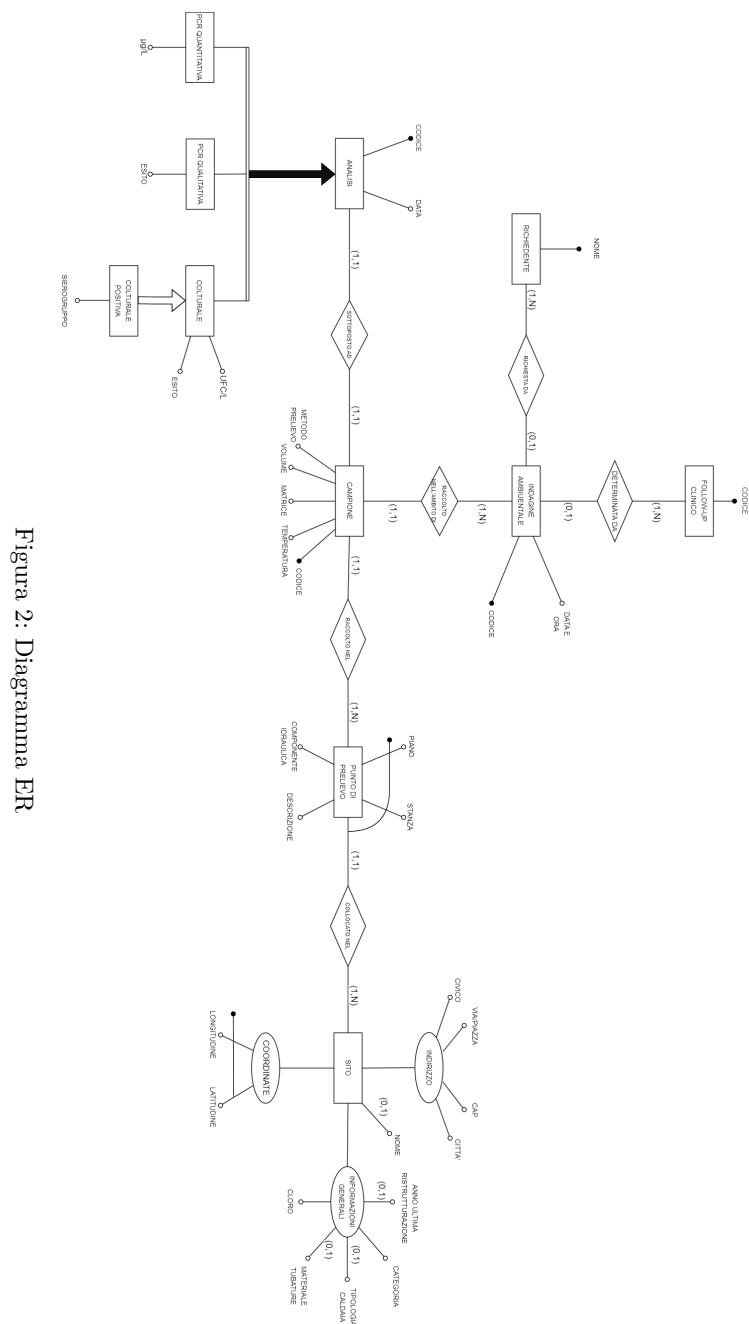 CODICE
FOLLOW-UP
CLINICO
(1,N)
DETERMINATA DA
(0,1)
NOME
RICHIEDENTE
(1,N)
RICHIESTA DA
(0,1)
INDAGINE
AMBIUENTALE
DATA E
ORA
CODICE
(1,N)
RACCOLTO
NELL'AMBITO DI
(1,1)
CODICE
DATA
ANALISI
(1,1)
SOTTOPOSTO AD
(1,1)
CAMPIONE
METODO
PRELIEVO
VOLUME
MATRICE
TEMPERATURA
CODICE
(1,1)
RACCOLTO NEL
(1,N)
PIANO
STANZA
PUNTO DI
PRELIEVO
COMPONENTE
IDRAULICA
DESCRIZIONE
(1,1)
COLLOCATO NEL
(1,N)
SITO
CIVICO
VIA/PIAZZA
CAP
CITTA'
INDIRIZZO
(0,1)
NOME
COORDINATE
LONGITUDINE
LATITUDINE
INFORMAZIONI
GENERALI
ANNO ULTIMA
RISTRUTTURAZIONE
(0,1)
CATEGORIA
TIPOLOGIA
CALDAIA
(0,1)
MATERIALE
TUBATURE
(0,1)
CLORO
PCR QUANTITATIVA
µg/L
PCR QUALITATIVA
ESITO
COLTURALE
UFC/L
ESITO
COLTURALE
POSITIVA
SIEROGRUPPO
Figura 2: Diagramma ER